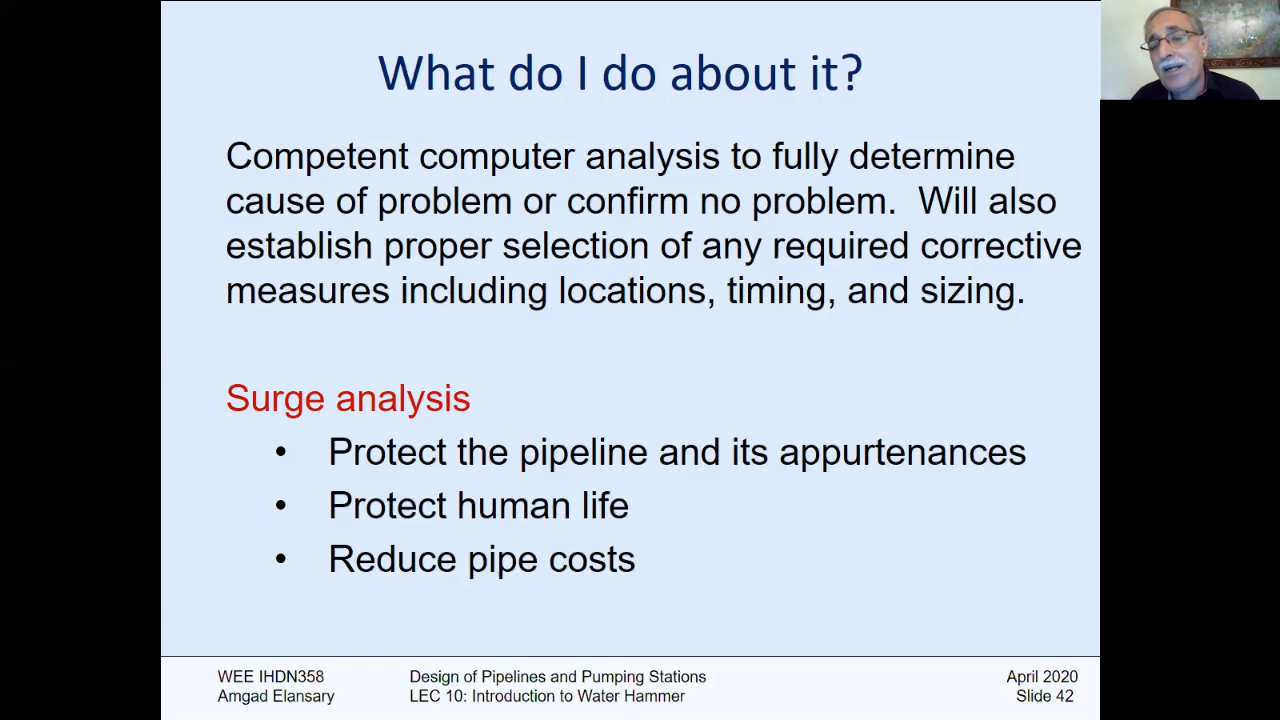 What do I do about it?
Competent computer analysis to fully determine
cause of problem or confirm no problem.  Will also
establish proper selection of any required corrective
measures including locations, timing, and sizing.
Surge analysis
• Protect the pipeline and its appurtenances
• Protect human life
• Reduce pipe costs
WEE IHDN358
Amgad Elansary
Design of Pipelines and Pumping Stations
LEC 10: Introduction to Water Hammer
April 2020
Slide 42